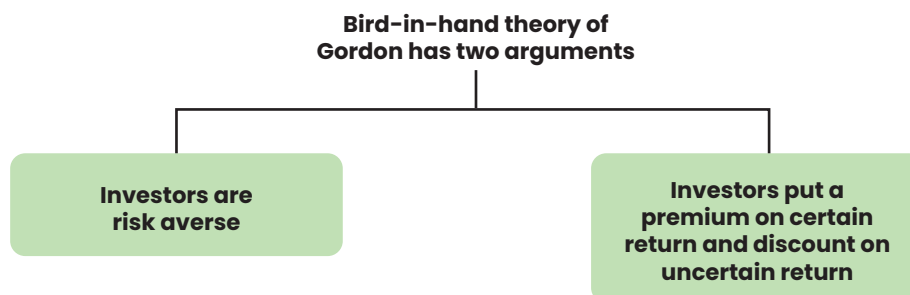 Bird-in-hand theory of
Gordon has two arguments
Investors are
risk averse
Investors put a
premium on certain
return and discount on
uncertain return